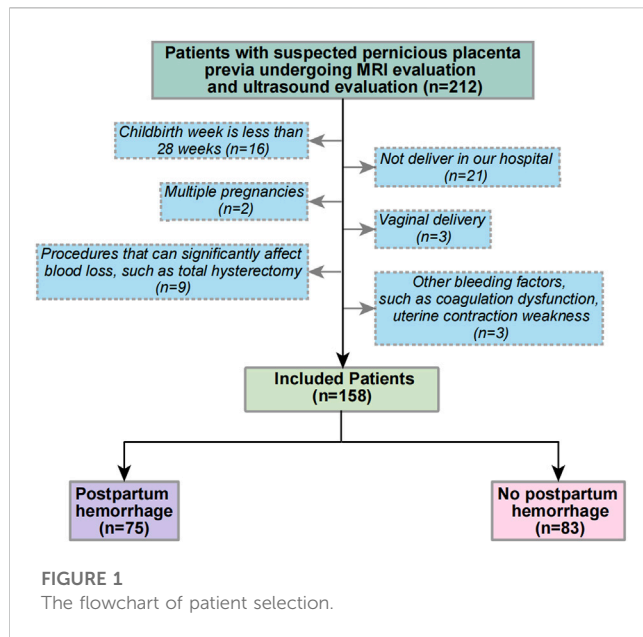 Patients with suspected pernicious placenta
previa undergoing MRI evaluation
and ultrasound evaluation (n=212)
Childbirth week is less than
28 weeks (n=16)
Not deliver in our hospital
(n=21)
Multiple pregnancies
(n=2)
Vaginal delivery
(n=3)
Procedures that can significantly affect
blood loss, such as total hysterectomy
(n=9)
Other bleeding factors,
such as coagulation dysfunction,
uterine contraction weakness
(n=3)
Included Patients
(n=158)
Postpartum
hemorrhage
(n=75)
No postpartum
hemorrhage
(n=83)
FIGURE 1
The flowchart of patient selection.